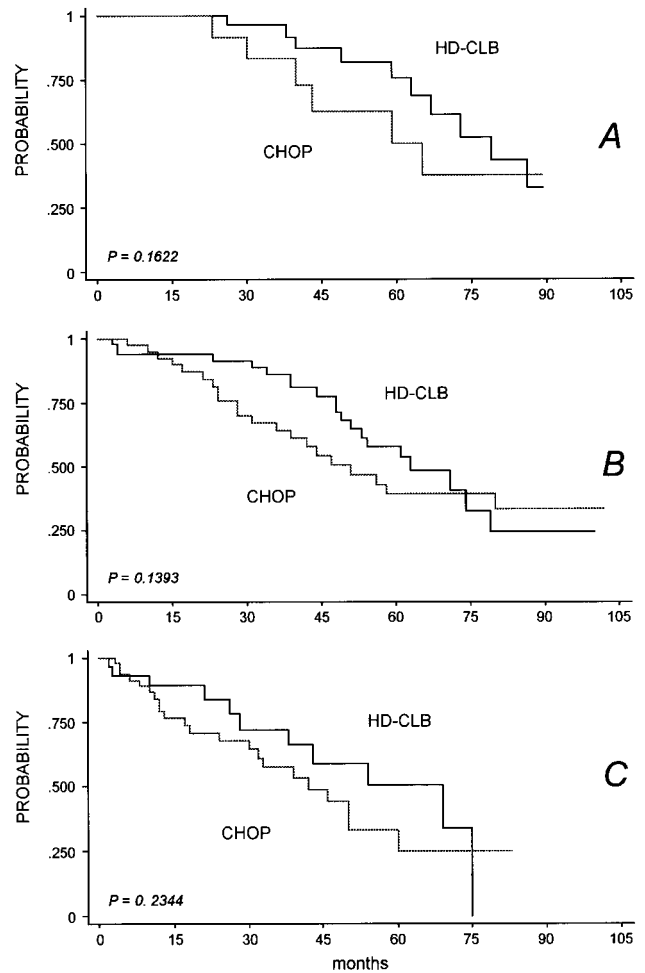 1
HD-CLB
.750
PROBABILITY
A
.500
CHOP
.250
P = 0.1622
0
0 15 30 45 60 75 90 105
1
HD-CLB
.750
PROBABILITY
B
.500
CHOP
.250
P = 0.1393
0
0 15 30 45 60 75 90 105
1
HD-CLB
.750
PROBABILITY
C
.500
CHOP
.250
P = 0. 2344
0
0 15 30 45 60 75 90 105
months